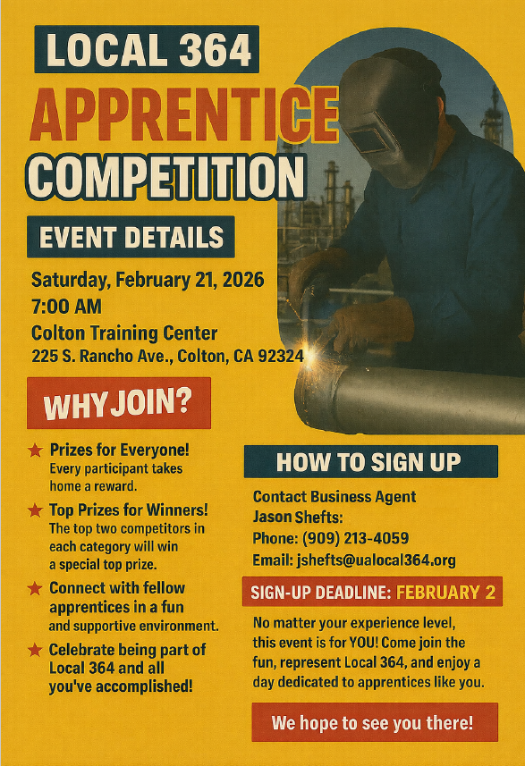 LOCAL 364
APPRENTICE
COMPETITION
EVENT DETAILS
Saturday, February 21, 2026
7:00 AM
Colton Training Center
225 S. Rancho Ave., Colton, CA 92324
WHY JOIN?
Prizes for Everyone!
Every participant takes
home a reward.
Top Prizes for Winners!
The top two competitors in
each category will win
a special top prize.
Connect with fellow
apprentices in a fun
and supportive environment.
Celebrate being part of
Local 364 and all
you've accomplished!
HOW TO SIGN UP
Contact Business Agent
Jason Shefts:
Phone: (909) 213-4059
Email: jshefts@ualocal364.org
SIGN-UP DEADLINE: FEBRUARY 2
No matter your experience level,
this event is for YOU! Come join the
fun, represent Local 364, and enjoy a
day dedicated to apprentices like you.
We hope to see you there!